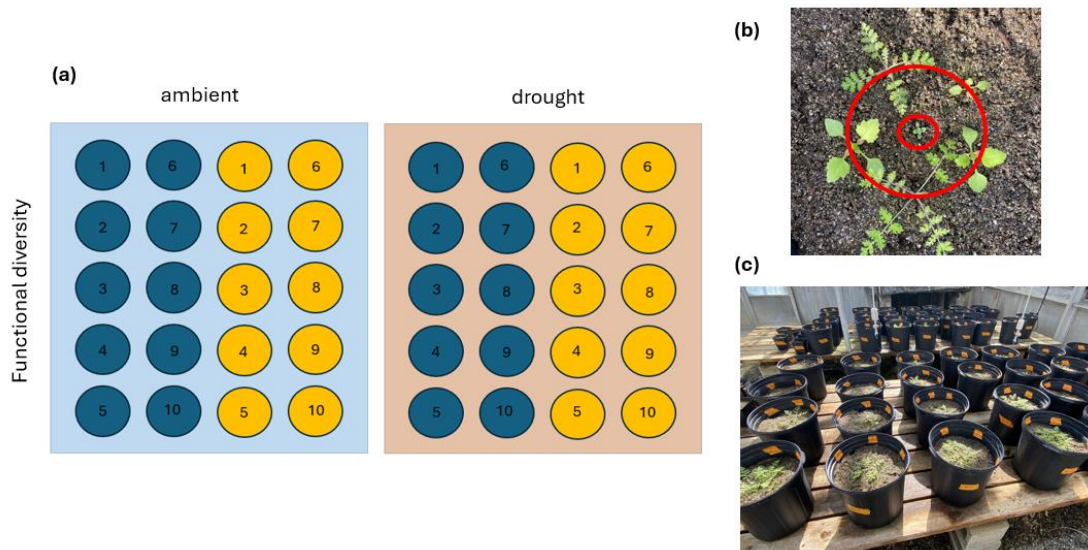 (a)
ambient
drought
Functional diversity
1 6 1 6 1 6 1 6
2 7 2 7 2 7 2 7
3 8 3 8 3 8 3 8
4 9 4 9 4 9 4 9
5 10 5 10 5 10 5 10
(b)
(c)